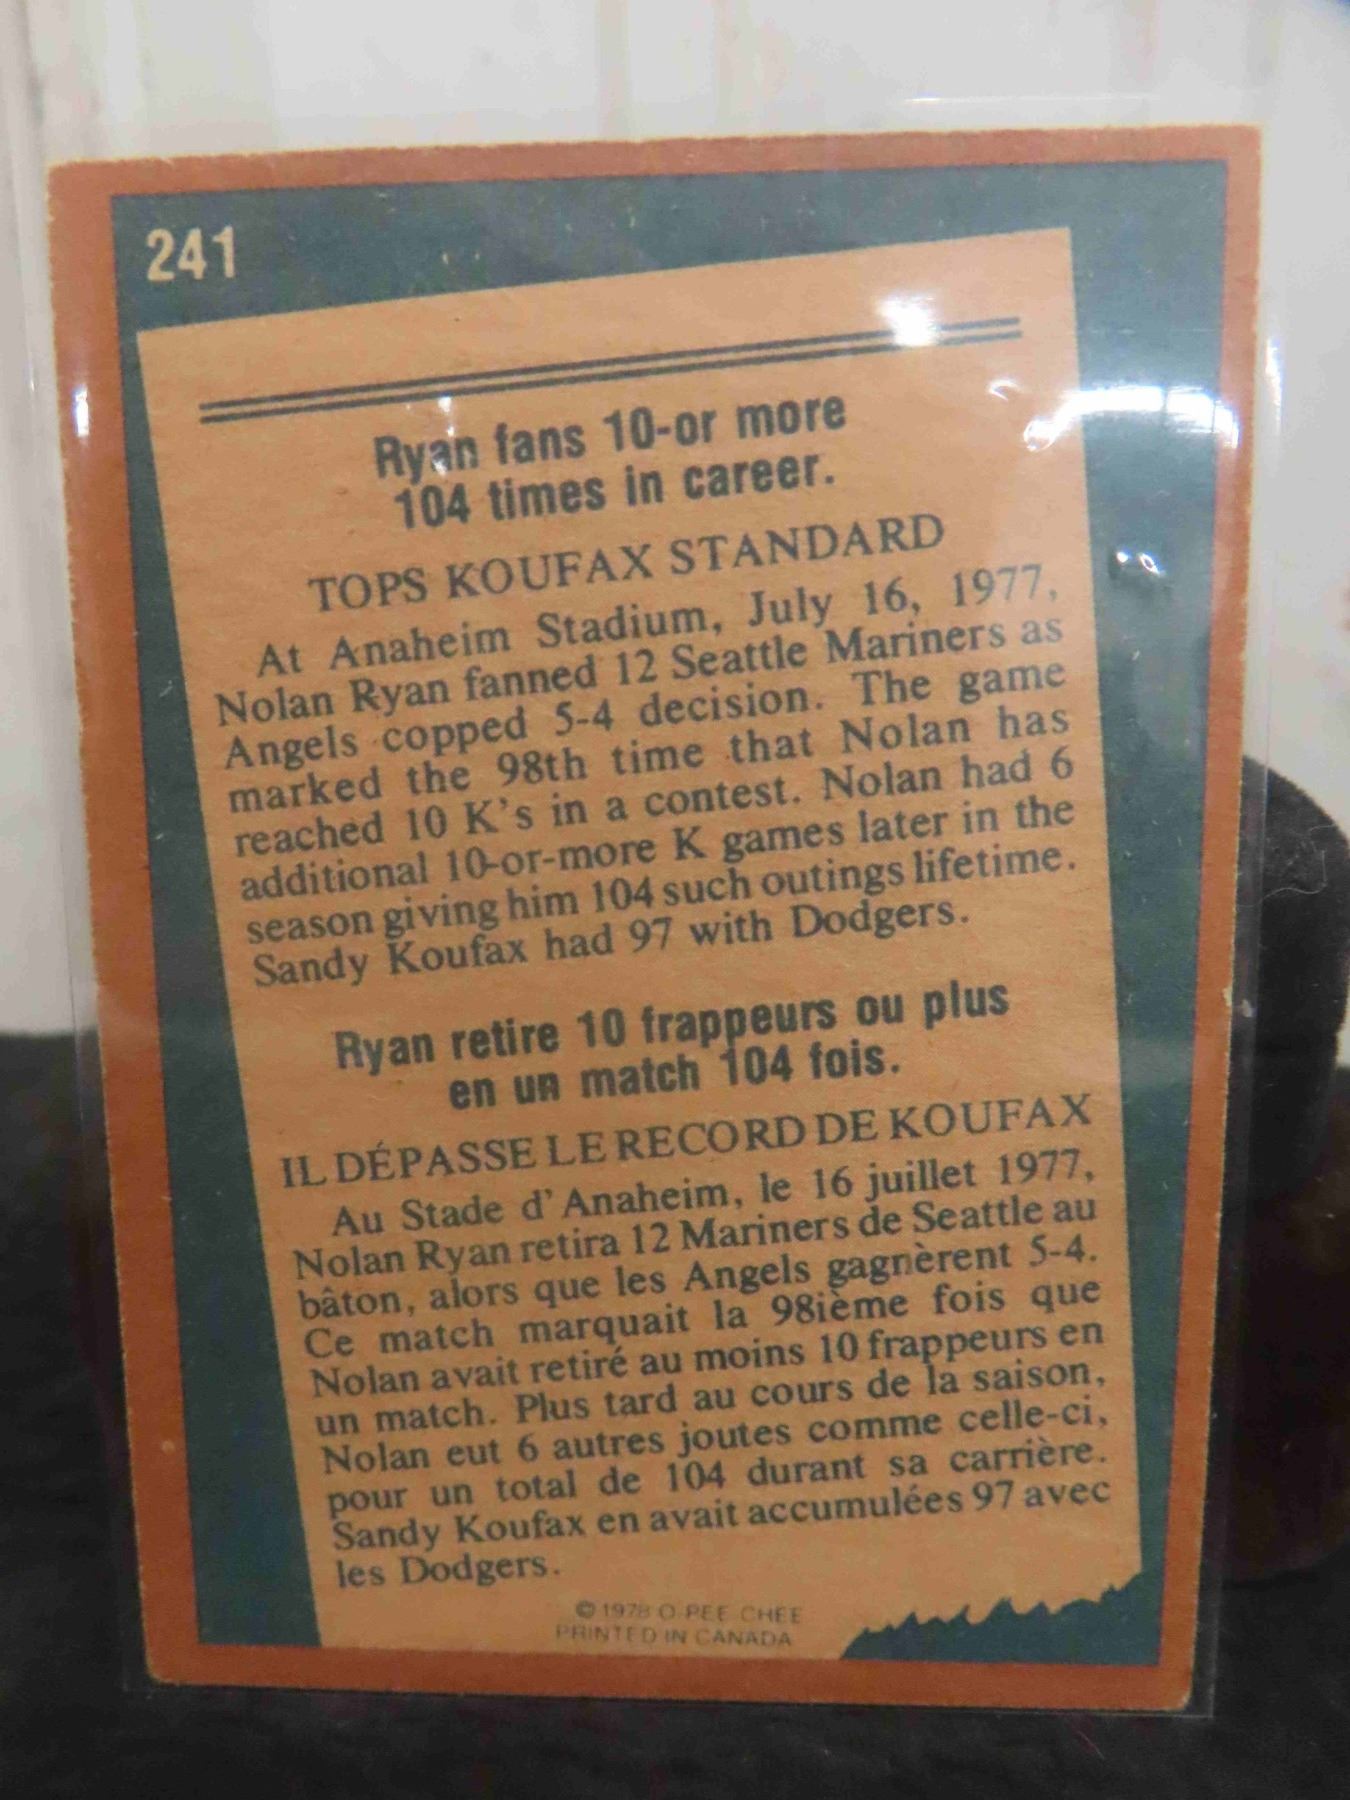 241
Ryan fans 10-or more
104 times in career.
TOPS KOUFAX STANDARD
At Anaheim Stadium, July 16, 1977,
Nolan Ryan fanned 12 Seattle Mariners as
Angels copped 5-4 decision. The game
marked the 98th time that Nolan has
reached 10 K's in a contest. Nolan had 6
additional 10-or-more K games later in the
season giving him 104 such outings lifetime.
Sandy Koufax had 97 with Dodgers.
Ryan retire 10 frappeurs ou plus
en un match 104 fois.
IL DÉPASSE LE RECORD DE KOUFAX
Au Stade d'Anaheim, le 16 juillet 1977,
Nolan Ryan retira 12 Mariners de Seattle au
bâton, alors que les Angels gagnèrent 5-4.
Ce match marquait la 98ième fois que
Nolan avait retiré au moins 10 frappeurs en
un match. Plus tard au cours de la saison,
Nolan eut 6 autres joutes comme celle-ci,
pour un total de 104 durant sa carrière.
Sandy Koufax en avait accumulées 97 avec
les Dodgers.
© 1978 O-PEE-CHEE
PRINTED IN CANADA